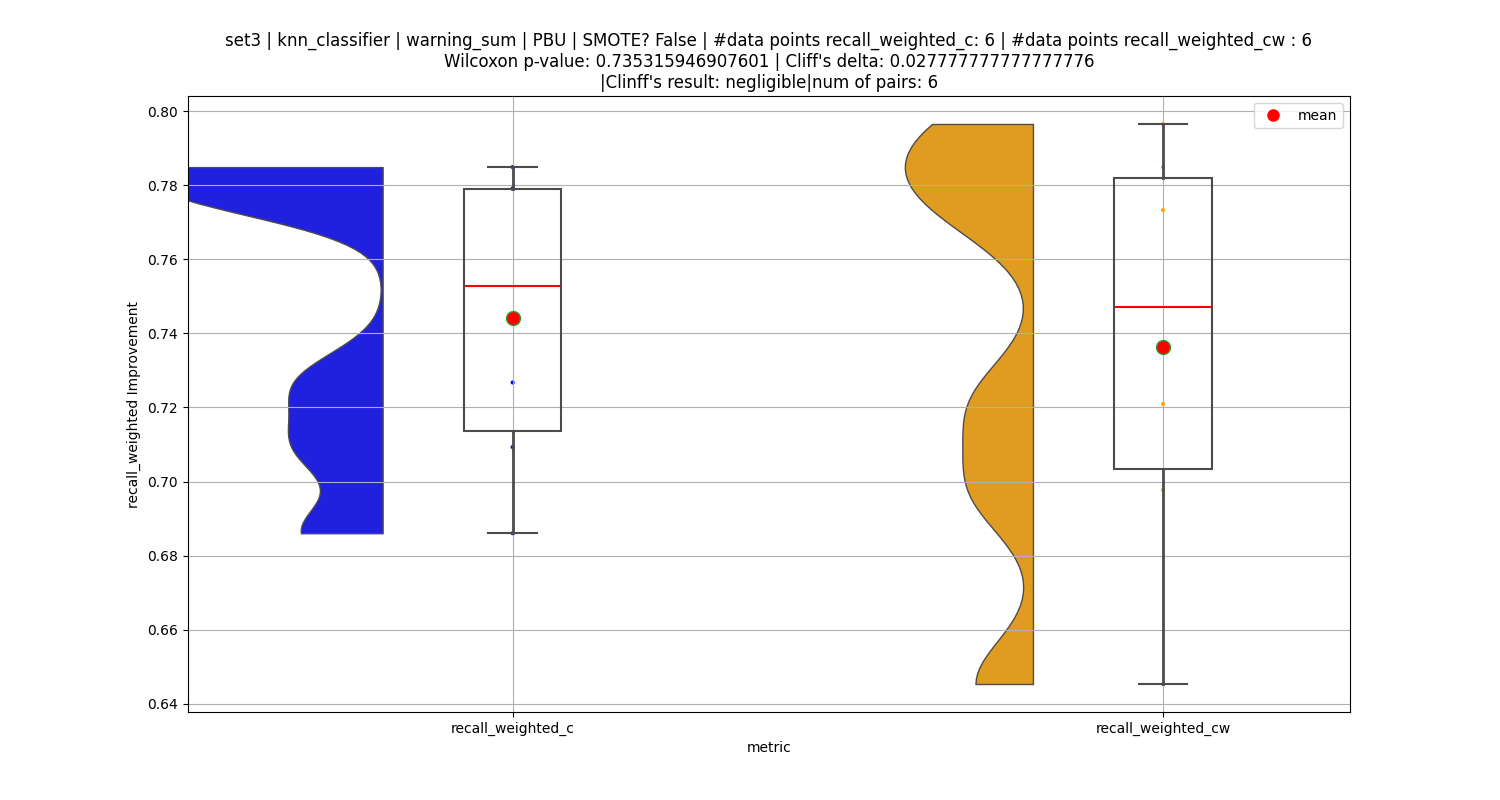 set3 | knn_classifier | warning_sum | PBU | SMOTE? False | #data points recall_weighted_c: 6 | #data points recall_weighted_cw : 6
Wilcoxon p-value: 0.735315946907601 | Cliff's delta: 0.027777777777777776
|Clinff's result: negligible|num of pairs: 6
mean
0.80
0.78
0.76
0.74
0.72
0.70
0.68
0.66
0.64
recall_weighted Improvement
recall_weighted_c
recall_weighted_cw
metric